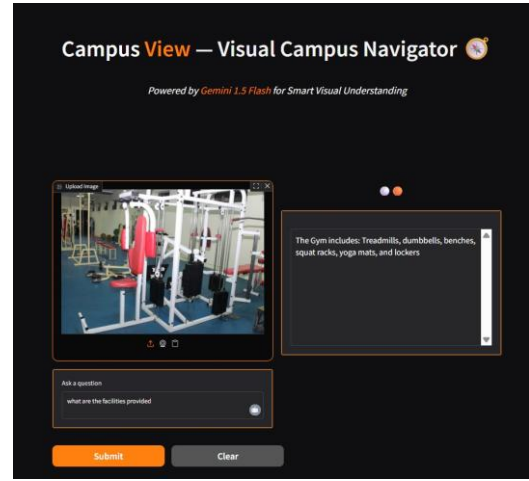 Campus View — Visual Campus Navigator
Powered by Gemini 1.5 Flash for Smart Visual Understanding
Upload Image
The Gym includes: Treadmills, dumbbells, benches,
squat racks, yoga mats, and lockers
Ask a question
what are the facilities provided
Submit
Clear